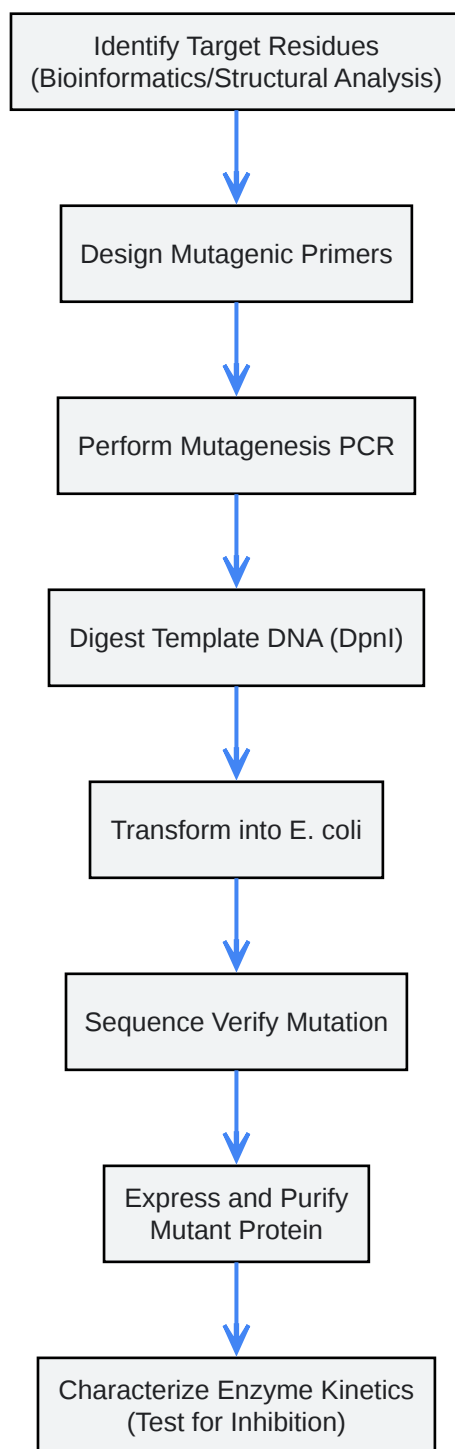 Identify Target Residues
(Bioinformatics/Structural Analysis)
Design Mutagenic Primers
Perform Mutagenesis PCR
Digest Template DNA (DpnI)
Transform into E. coli
Sequence Verify Mutation
Express and Purify
Mutant Protein
Characterize Enzyme Kinetics
(Test for Inhibition)